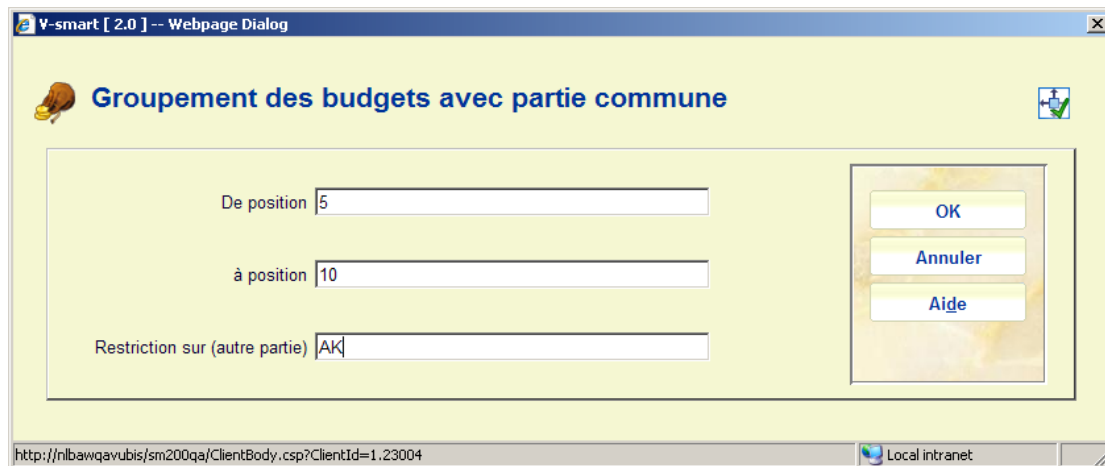 V-smart [ 2.0 ] -- Webpage Dialog
Groupement des budgets avec partie commune
De position 5
à position 10
Restriction sur (autre partie) AK
OK
Annuler
Aide
http://nlbawqavubis/sm200qa/ClientBody.csp?ClientId=1.23004
Local intranet